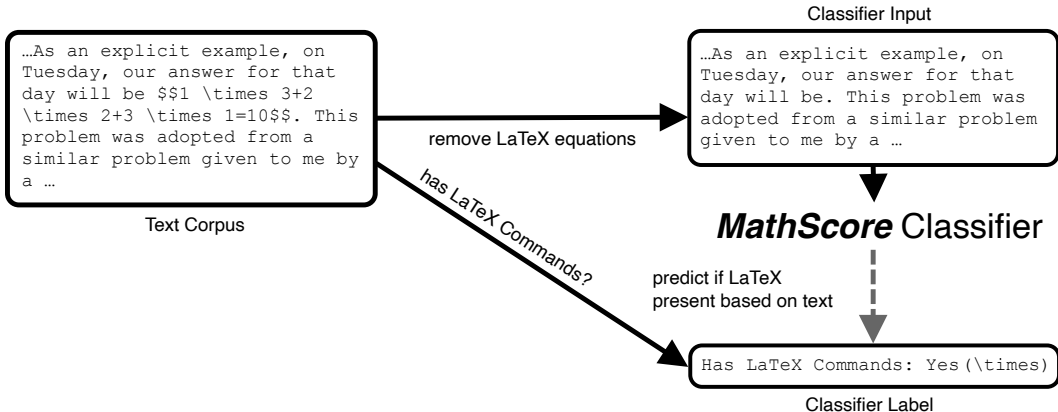 …As an explicit example, on
Tuesday, our answer for that
day will be $$1 \times 3+2
\times 2+3 \times 1=10$$. This
problem was adopted from a
similar problem given to me by
a …
Text Corpus
remove LaTeX equations
has LaTeX Commands?
Classifier Input
…As an explicit example, on
Tuesday, our answer for that
day will be. This problem was
adopted from a similar problem
given to me by a …
MathScore Classifier
predict if LaTeX
present based on text
Has LaTeX Commands: Yes(\times)
Classifier Label